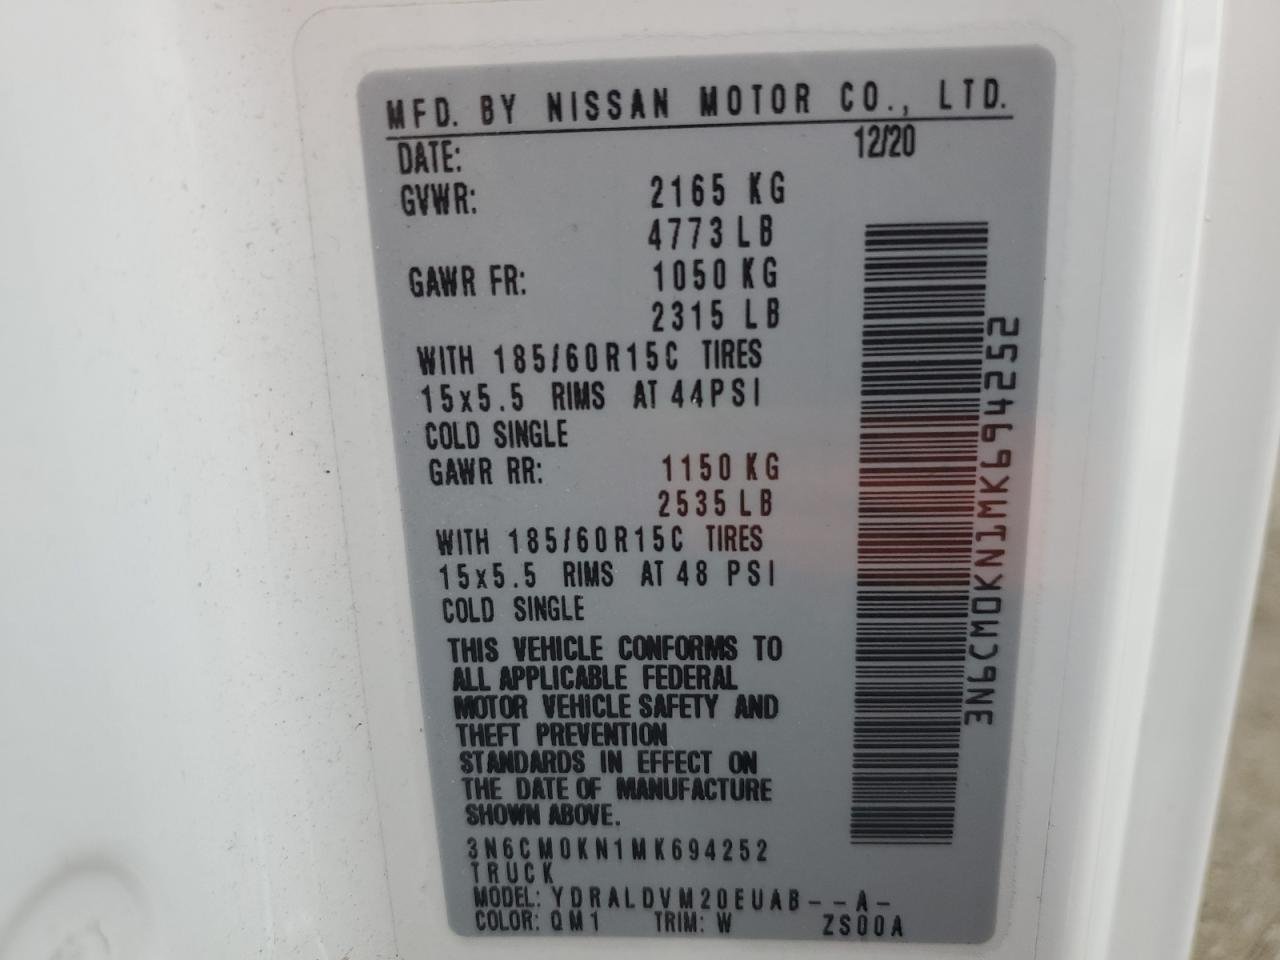 MFD. BY NISSAN MOTOR CO., LTD.
DATE: 12/20
GVWR: 2165 KG
4773 LB
GAWR FR: 1050 KG
2315 LB
WITH 185/60R15C TIRES
15x5.5 RIMS AT 44PSI
COLD SINGLE
GAWR RR: 1150 KG
2535 LB
WITH 185/60R15C TIRES
15x5.5 RIMS AT 48 PSI
COLD SINGLE
THIS VEHICLE CONFORMS TO
ALL APPLICABLE FEDERAL
MOTOR VEHICLE SAFETY AND
THEFT PREVENTION
STANDARDS IN EFFECT ON
THE DATE OF MANUFACTURE
SHOWN ABOVE.
3N6CM0KN1MK694252
TRUCK
MODEL: YDRALDVM20EUAB--A-
COLOR: QM1 TRIM: W ZS00A
3N6CM0KN1MK694252